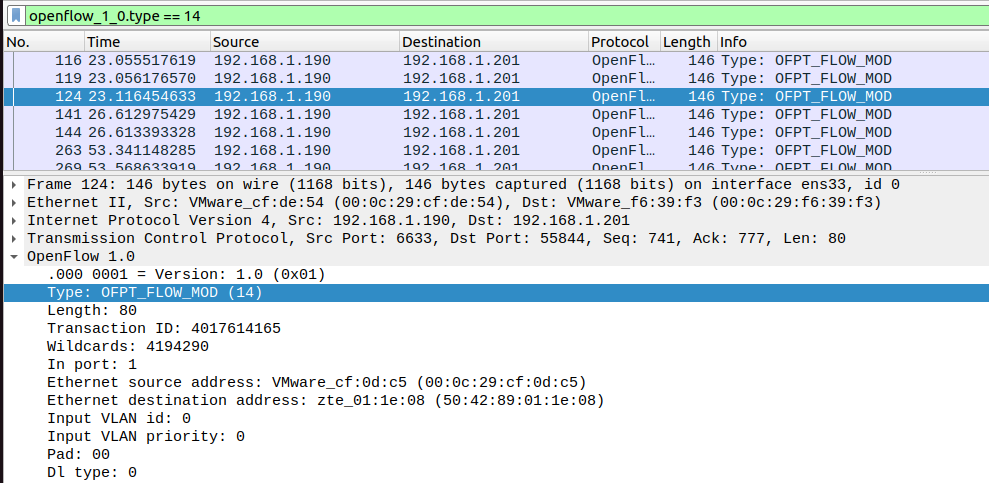 openflow_1_0.type == 14
No. Time Source Destination Protocol Length Info
116 23.055517619 192.168.1.190 192.168.1.201 OpenFl… 146 Type: OFPT_FLOW_MOD
119 23.056176570 192.168.1.190 192.168.1.201 OpenFl… 146 Type: OFPT_FLOW_MOD
124 23.116454633 192.168.1.190 192.168.1.201 OpenFl… 146 Type: OFPT_FLOW_MOD
141 26.612975429 192.168.1.190 192.168.1.201 OpenFl… 146 Type: OFPT_FLOW_MOD
144 26.613393328 192.168.1.190 192.168.1.201 OpenFl… 146 Type: OFPT_FLOW_MOD
263 53.341148285 192.168.1.190 192.168.1.201 OpenFl… 146 Type: OFPT_FLOW_MOD
269 53.568633919 192.168.1.190 192.168.1.201 OpenFl… 146 Type: OFPT_FLOW_MOD
Frame 124: 146 bytes on wire (1168 bits), 146 bytes captured (1168 bits) on interface ens33, id 0
Ethernet II, Src: VMware_cf:de:54 (00:0c:29:cf:de:54), Dst: VMware_f6:39:f3 (00:0c:29:f6:39:f3)
Internet Protocol Version 4, Src: 192.168.1.190, Dst: 192.168.1.201
Transmission Control Protocol, Src Port: 6633, Dst Port: 55844, Seq: 741, Ack: 777, Len: 80
OpenFlow 1.0
.000 0001 = Version: 1.0 (0x01)
Type: OFPT_FLOW_MOD (14)
Length: 80
Transaction ID: 4017614165
Wildcards: 4194290
In port: 1
Ethernet source address: VMware_cf:0d:c5 (00:0c:29:cf:0d:c5)
Ethernet destination address: zte_01:1e:08 (50:42:89:01:1e:08)
Input VLAN id: 0
Input VLAN priority: 0
Pad: 00
Dl type: 0